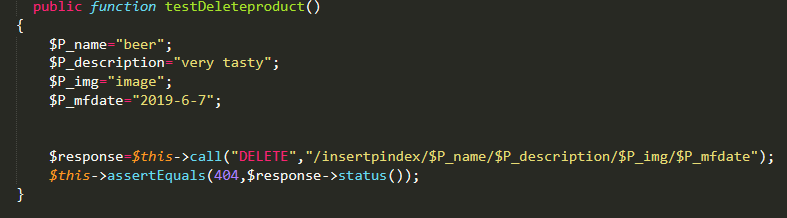 public function testDeleteproduct()
{
$P_name="beer";
$P_description="very tasty";
$P_img="image";
$P_mfdate="2019-6-7";
$response=$this->call("DELETE","/insertpindex/$P_name/$P_description/$P_img/$P_mfdate");
$this->assertEquals(404,$response->status());
}